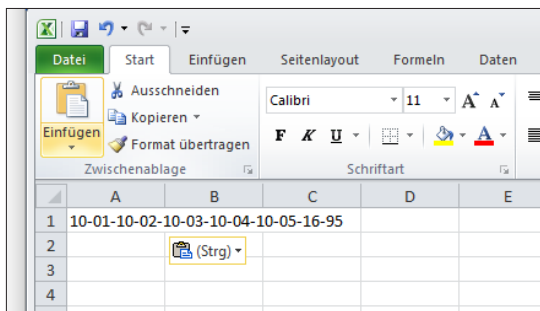 Datei Start Einfügen Seitenlayout Formeln Daten
Einfügen
Ausschneiden
Kopieren
Format übertragen
Zwischenablage
Calibri 11 A A
F K U A
Schriftart
A B C D E
1 10-01-10-02-10-03-10-04-10-05-16-95
2 (Strg)
3
4